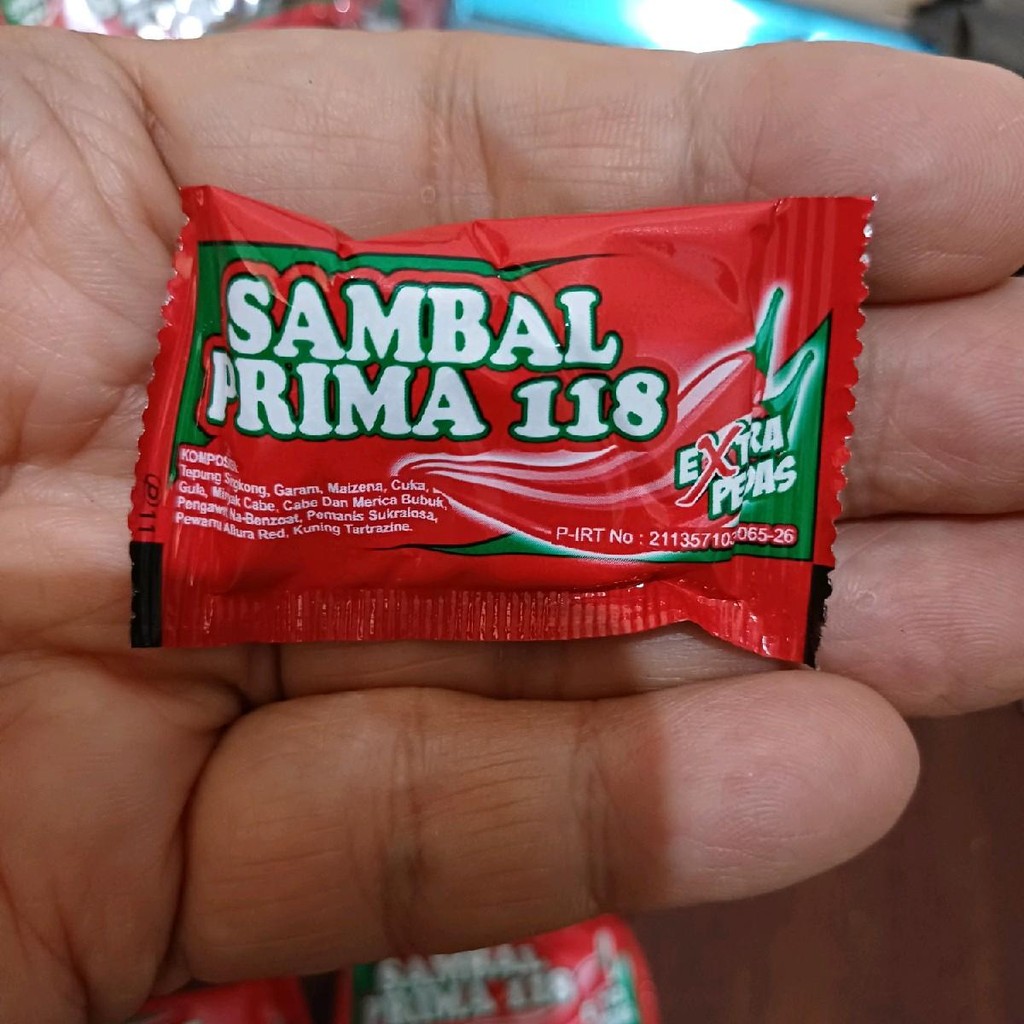 SAMBAL
PRIMA 118
EXTRA
PEDAS
KOMPOSISI
Tepung Singkong, Garam, Maizena, Cuka,
Gula, Minyak Cabe, Cabe Dan Merica Bubuk,
Pengawet Na-Benzoat, Pemanis Sukralosa,
Pewarna Allura Red, Kuning Tartrazine.
P-IRT No :
SAMBAL
PRIMA 118